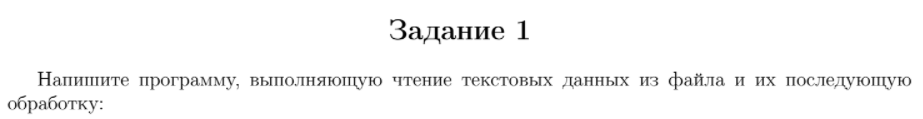 Задание 1
Напишите программу, выполняющую чтение текстовых данных из файла и их последующую
обработку: